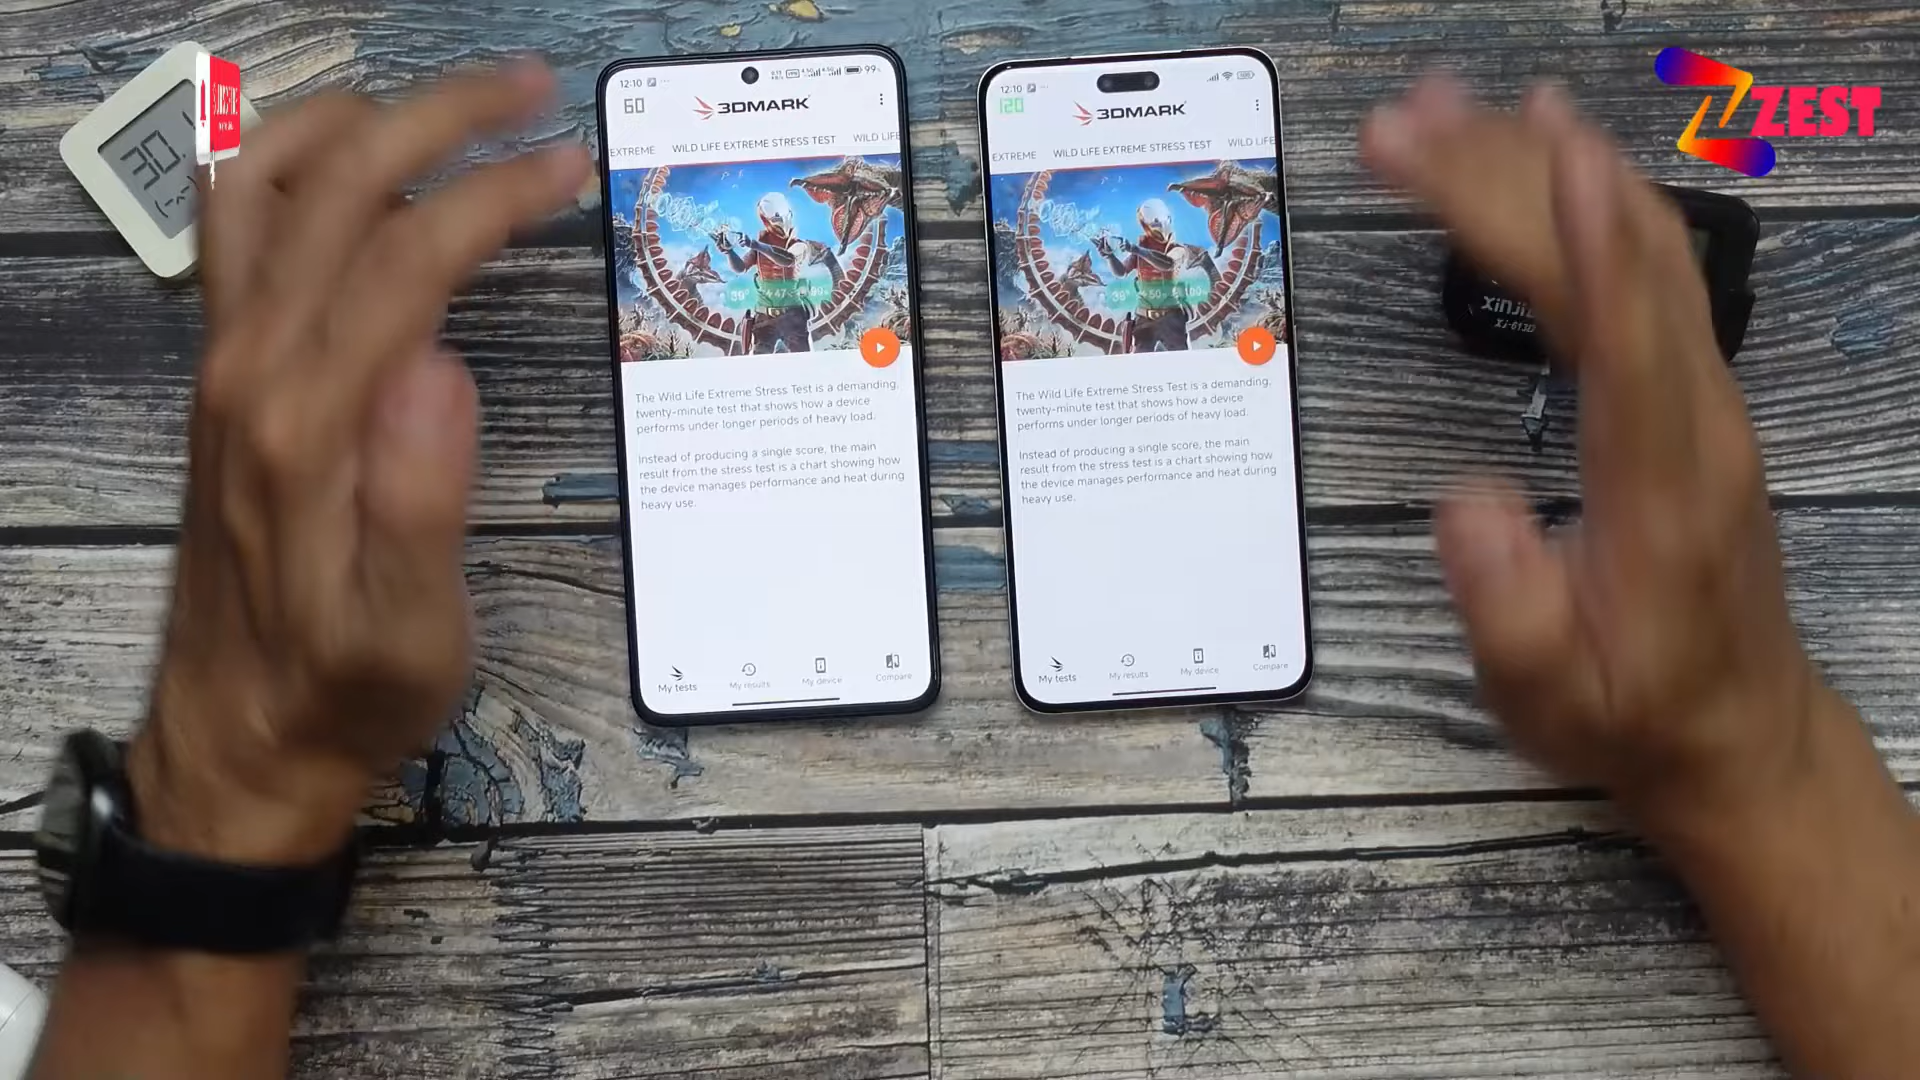 ZEST
30.1
(-^-)
12:10
99
60
3DMARK
EXTREME
WILD LIFE EXTREME STRESS TEST
WILD LIFE
The Wild Life Extreme Stress Test is a demanding,
twenty-minute test that shows how a device
performs under longer periods of heavy load.
Instead of producing a single score, the main
result from the stress test is a chart showing how
the device manages performance and heat during
heavy use.
My tests
My results
My device
Compare
12:10
120
3DMARK
EXTREME
WILD LIFE EXTREME STRESS TEST
WILD LIFE
The Wild Life Extreme Stress Test is a demanding,
twenty-minute test that shows how a device
performs under longer periods of heavy load.
Instead of producing a single score, the main
result from the stress test is a chart showing how
the device manages performance and heat during
heavy use.
My tests
My results
My device
Compare